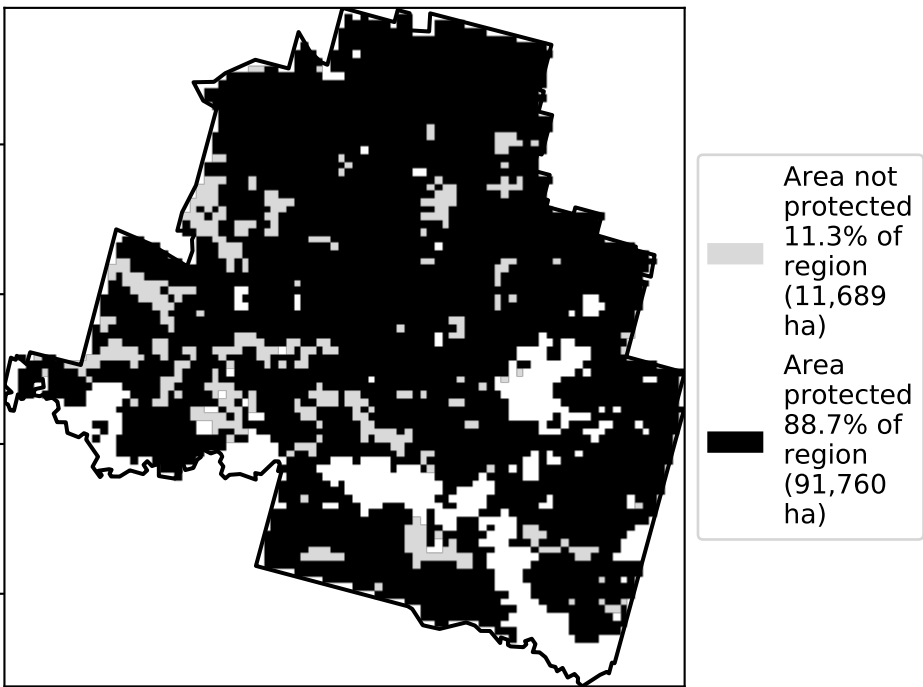 Area not
protected
11.3% of
region
(11,689
ha)
Area
protected
88.7% of
region
(91,760
ha)